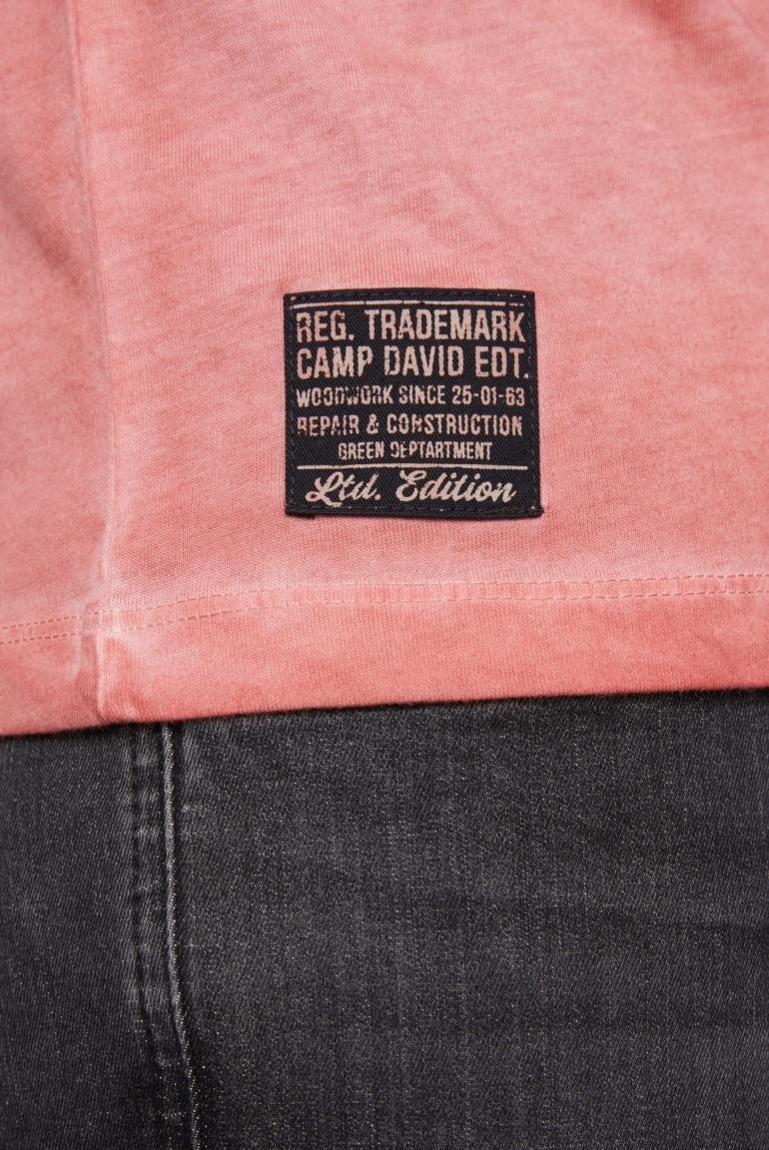 REG. TRADEMARK
CAMP DAVID EDT.
WOODWORK SINCE 25-01-63
REPAIR & CONSTRUCTION
GREEN DEPTARTMENT
Ltd. Edition